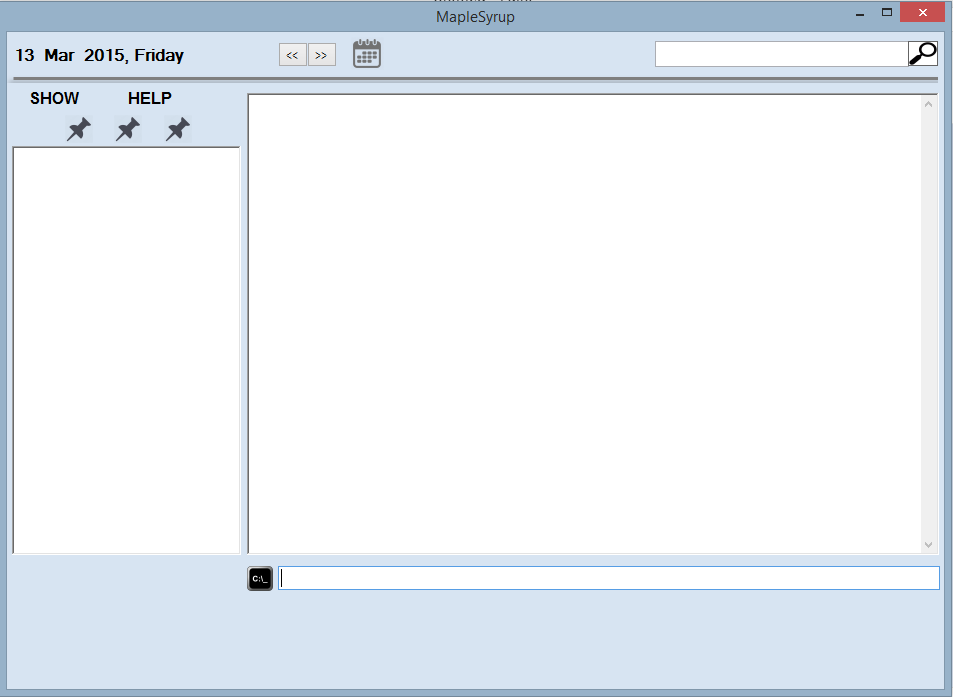 MapleSyrup
13 Mar 2015, Friday
<< >>
SHOW HELP
C:\_